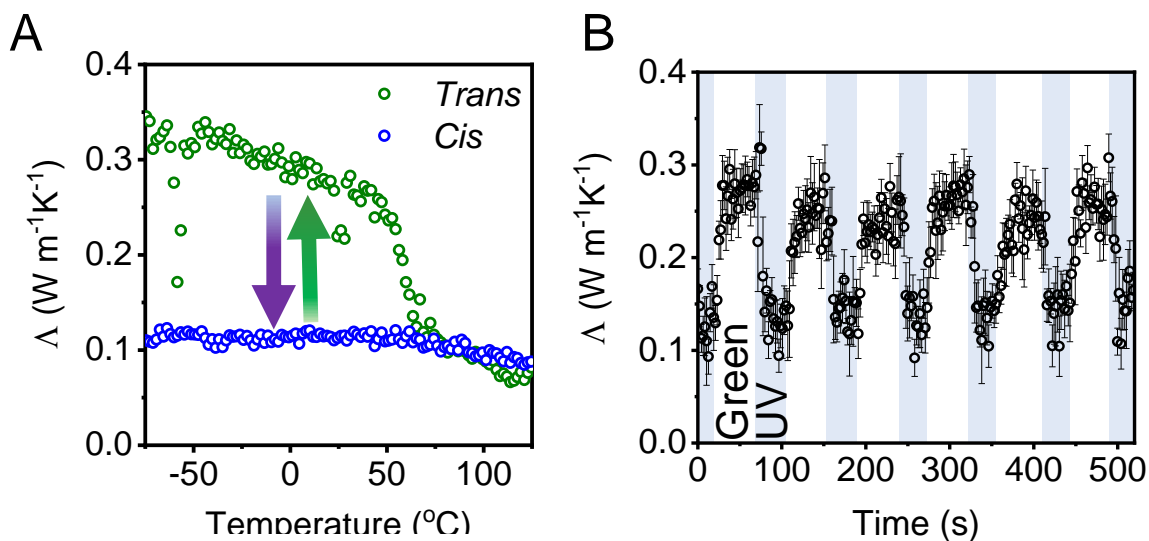 A
B
0.4
0.3
0.2
0.1
0.0
-50
0
50
100
Trans
Cis
Λ (W m-1K-1)
Temperature (oC)
0.4
0.3
0.2
0.1
0.0
0
100
200
300
400
500
Green
UV
Λ (W m-1K-1)
Time (s)